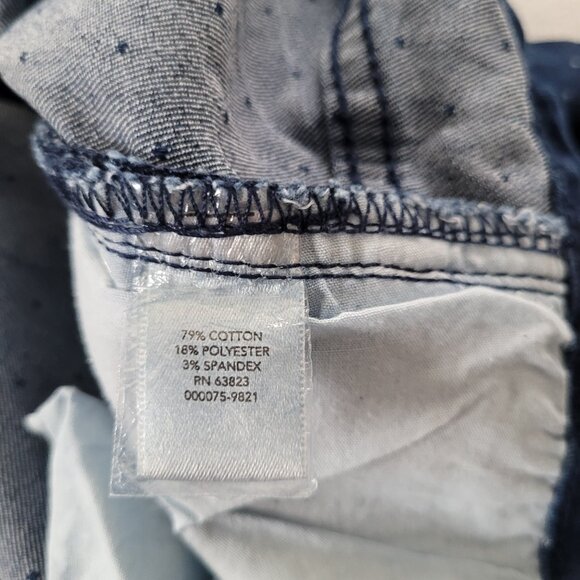 79% COTTON
18% POLYESTER
3% SPANDEX
RN 63823
000075-9821